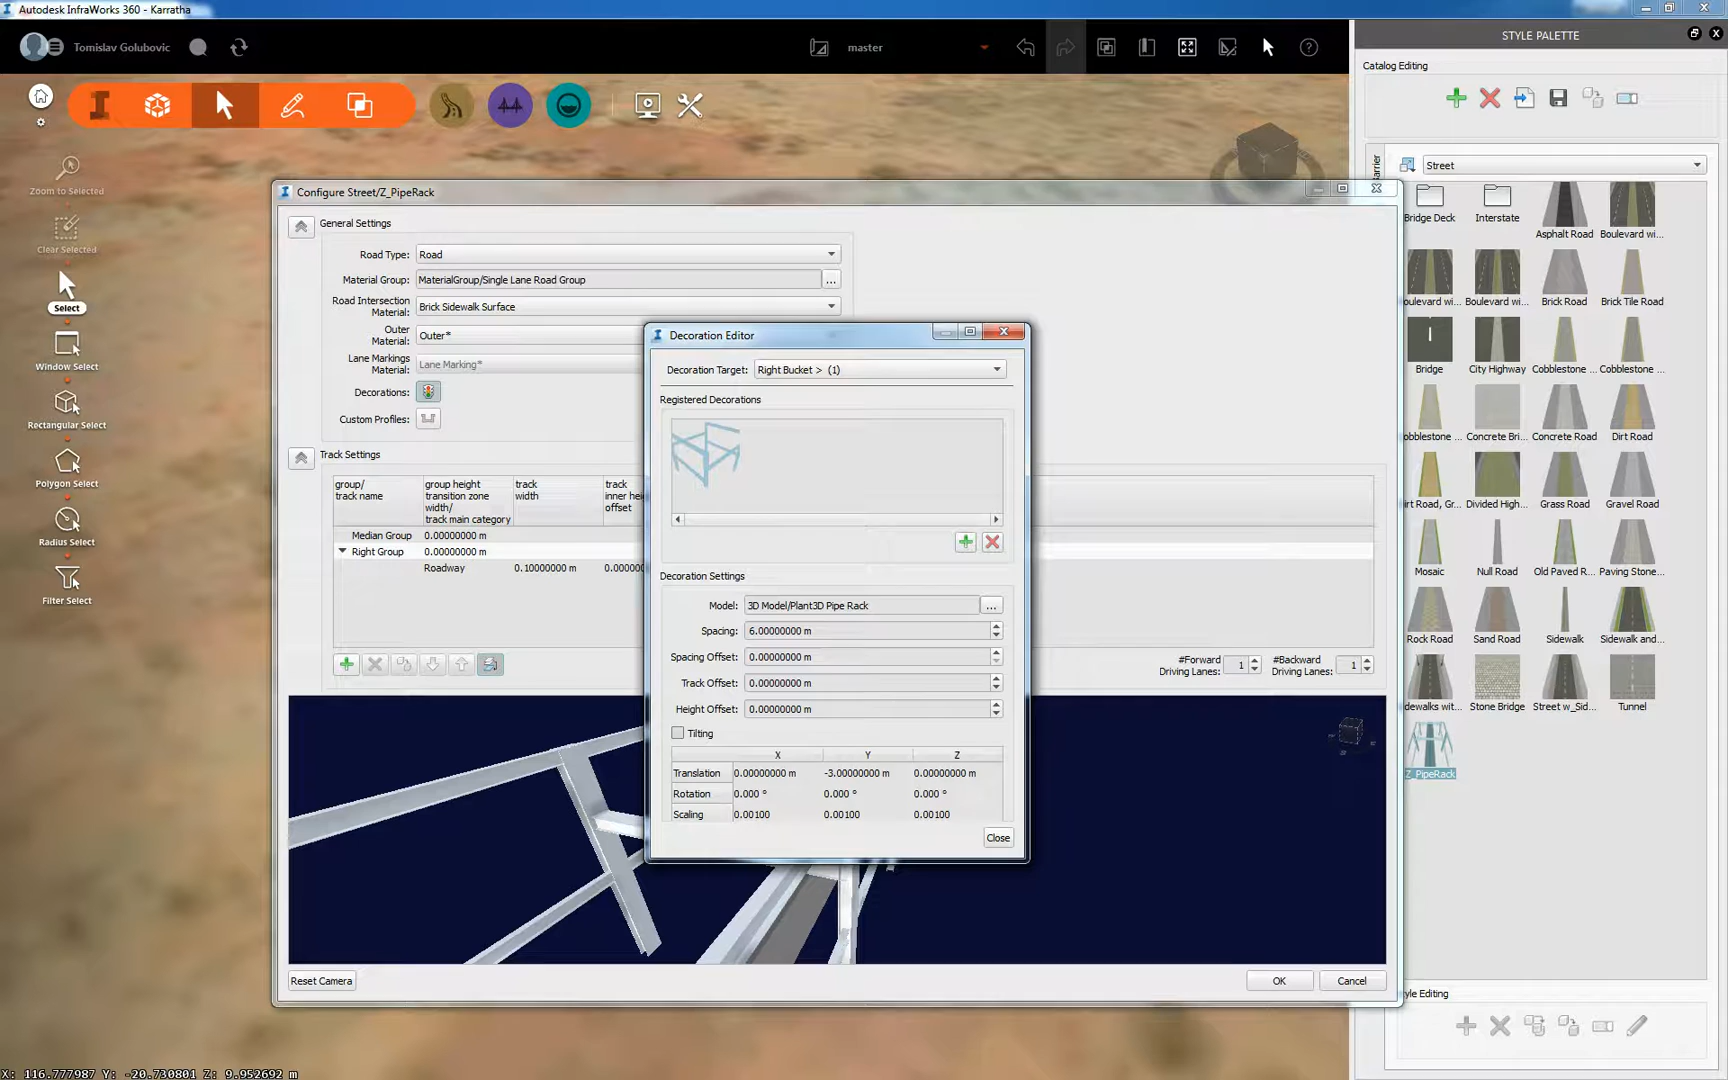 Autodesk InfraWorks 360 - Karratha
Tomislav Golubovic
master
STYLE PALETTE
Catalog Editing
Street
Bridge Deck
Interstate
Asphalt Road
Boulevard wi...
oulevard wi...
Boulevard wi...
Brick Road
Brick Tile Road
Bridge
City Highway
Cobblestone ...
Cobblestone ...
obblestone ...
Concrete Bri...
Concrete Road
Dirt Road
irt Road, Gr...
Divided High...
Grass Road
Gravel Road
Mosaic
Null Road
Old Paved R...
Paving Stone...
Rock Road
Sand Road
Sidewalk
Sidewalk and...
dewalks wit...
Stone Bridge
Street w_Sid...
Tunnel
Z_PipeRack
tyle Editing
Zoom to Selected
Clear Selected
Select
Window Select
Rectangular Select
Polygon Select
Radius Select
Filter Select
Configure Street/Z_PipeRack
General Settings
Road Type: Road
Material Group: MaterialGroup/Single Lane Road Group ...
Road Intersection
Material: Brick Sidewalk Surface
Outer
Material: Outer*
Lane Markings
Material: Lane Marking*
Decorations:
Custom Profiles:
Track Settings
group/
track name
group height
transition zone
width/
track main category
track
width
track
inner he
offset
Median Group 0.00000000 m
Right Group 0.00000000 m
Roadway 0.10000000 m 0.00000
#Forward
Driving Lanes: 1
#Backward
Driving Lanes: 1
Reset Camera
OK
Cancel
Decoration Editor
Decoration Target: Right Bucket > (1)
Registered Decorations
Decoration Settings
Model: 3D Model/Plant3D Pipe Rack ...
Spacing: 6.00000000 m
Spacing Offset: 0.00000000 m
Track Offset: 0.00000000 m
Height Offset: 0.00000000 m
Tilting
X Y Z
Translation 0.00000000 m -3.00000000 m 0.00000000 m
Rotation 0.000 ° 0.000 ° 0.000 °
Scaling 0.00100 0.00100 0.00100
Close
X: 116.777987 Y: -20.730801 Z: 9.952692 m